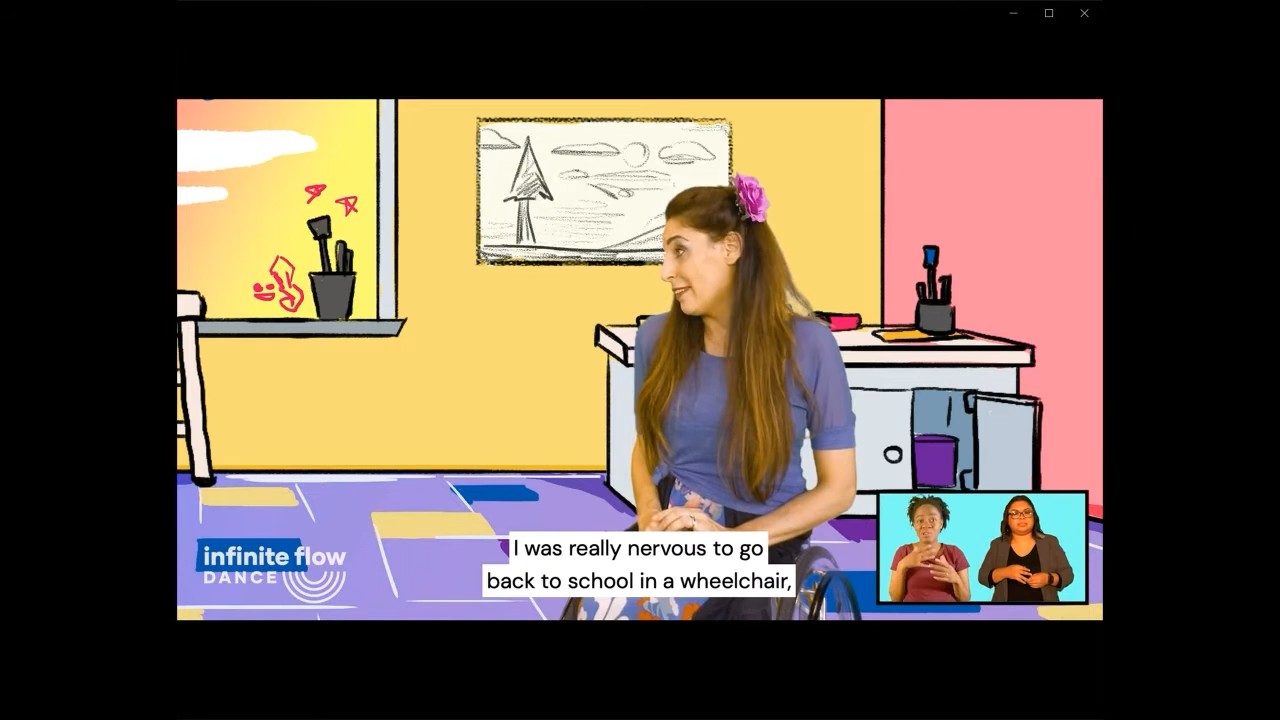 infinite flow
DANCE
I was really nervous to go
back to school in a wheelchair,